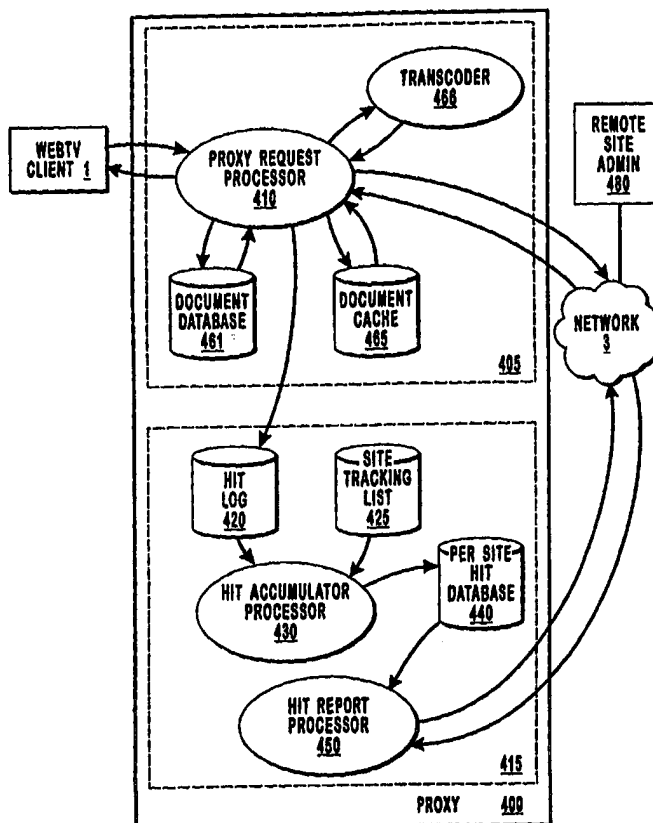 TRANSCODER
466
WEBTV
CLIENT 1
PROXY REQUEST
PROCESSOR
410
REMOTE
SITE
ADMIN
480
DOCUMENT
DATABASE
461
DOCUMENT
CACHE
465
NETWORK
3
405
HIT
LOG
420
SITE
TRACKING
LIST
425
HIT ACCUMULATOR
PROCESSOR
430
PER SITE
HIT
DATABASE
440
HIT REPORT
PROCESSOR
450
415
PROXY 400